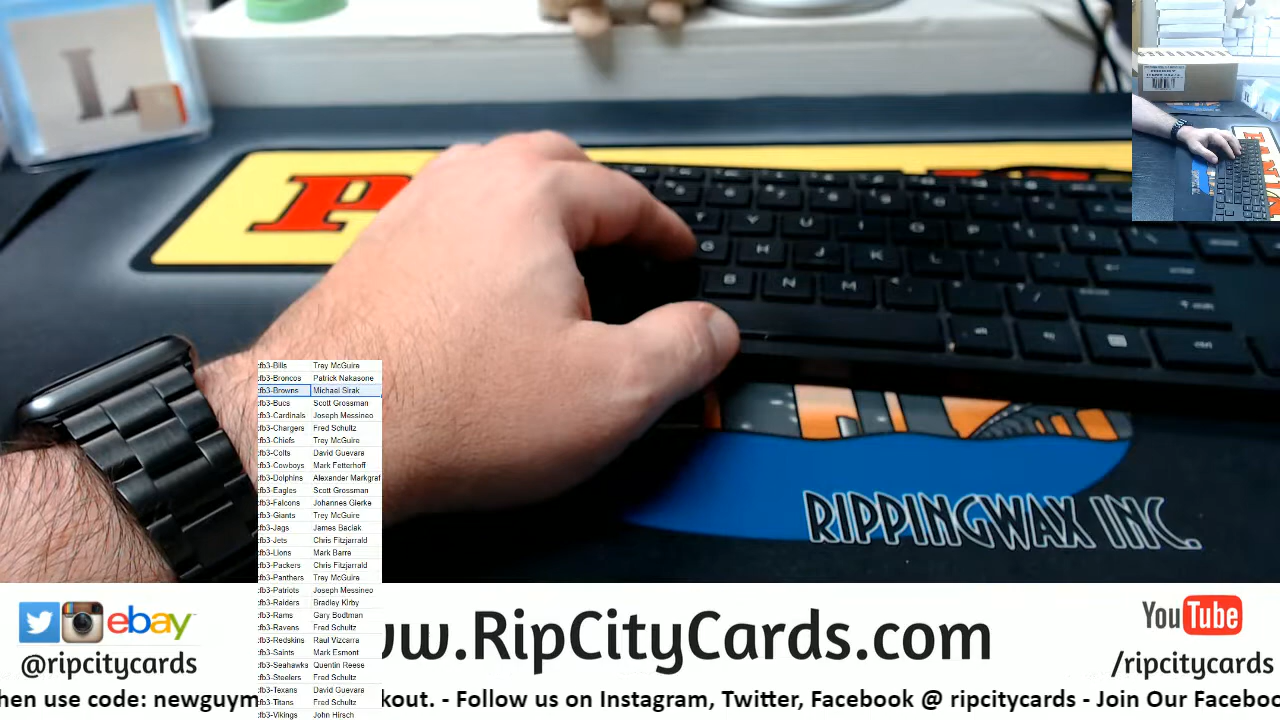 L
P
G H J K L
B N M
RIPPINGWAX INC.
:fb3-Bills Trey McGuire
:fb3-Broncos Patrick Nakasone
:fb3-Browns Michael Sirak
:fb3-Bucs Scott Grossman
:fb3-Cardinals Joseph Messineo
:fb3-Chargers Fred Schultz
:fb3-Chiefs Trey McGuire
:fb3-Colts David Guevara
:fb3-Cowboys Mark Fetterhoff
:fb3-Dolphins Alexander Markgraf
:fb3-Eagles Scott Grossman
:fb3-Falcons Johannes Glerke
:fb3-Giants Trey McGuire
:fb3-Jags James Baciak
:fb3-Jets Chris Fitzjarrald
:fb3-Lions Mark Barre
:fb3-Packers Chris Fitzjarrald
:fb3-Panthers Trey McGuire
:fb3-Patriots Joseph Messineo
:fb3-Raiders Bradley Kirby
:fb3-Rams Gary Bodtman
:fb3-Ravens Fred Schultz
:fb3-Redskins Raul Vizcarra
:fb3-Saints Mark Esmont
:fb3-Seahawks Quentin Reese
:fb3-Steelers Fred Schultz
:fb3-Texans David Guevara
:fb3-Titans Fred Schultz
:fb3-Vikings John Hirsch
ebay
@ripcitycards
ww.RipCityCards.com
YouTube
/ripcitycards
hen use code: newguym kout. - Follow us on Instagram, Twitter, Facebook @ ripcitycards - Join Our Faceboo